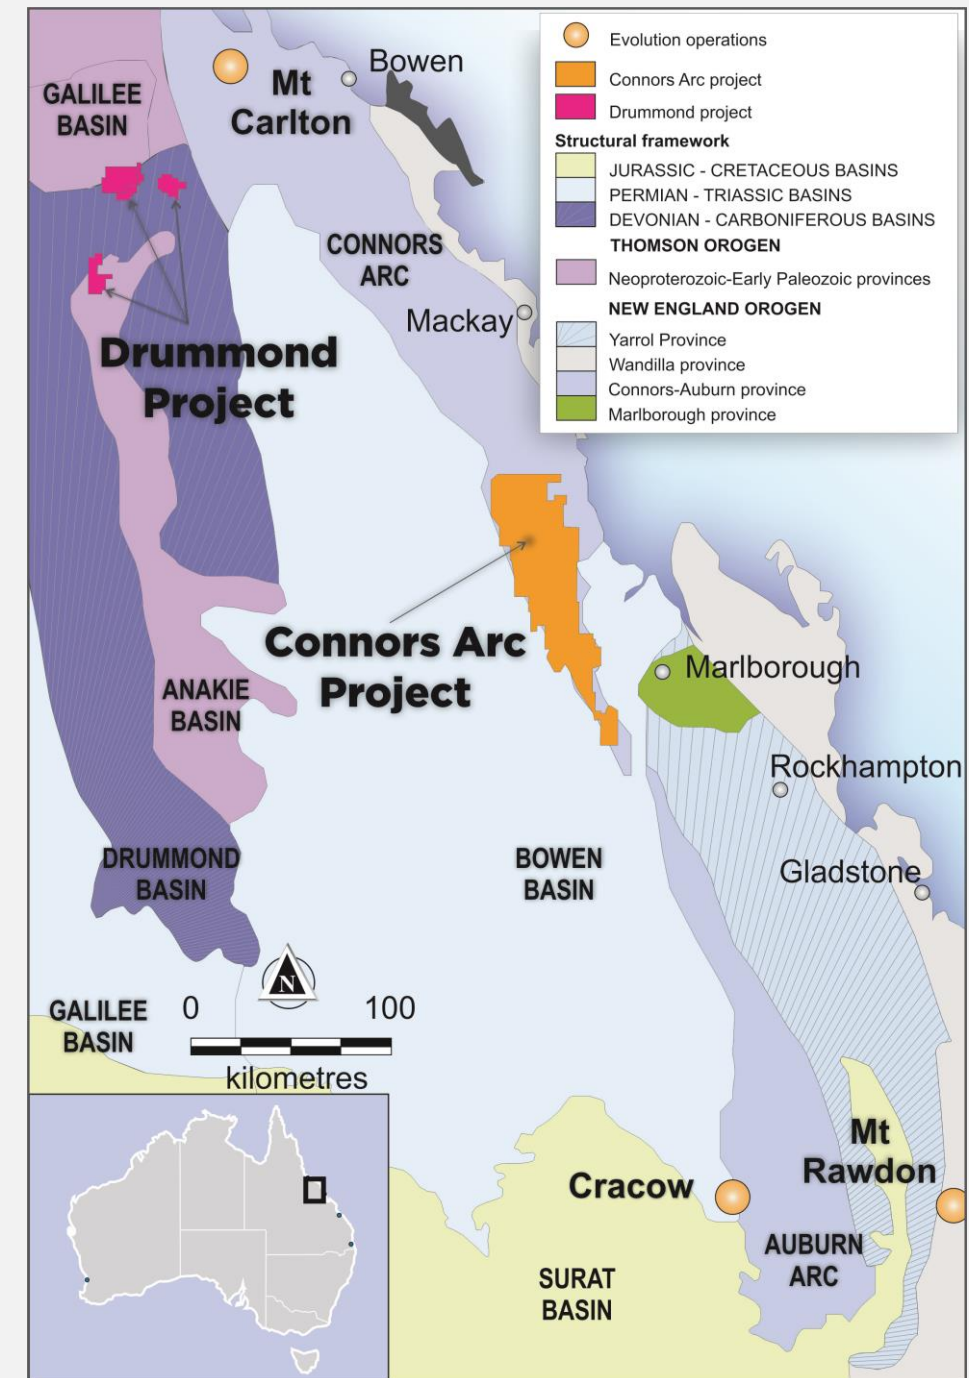 Evolution operations
Connors Arc project
Drummond project
Structural framework
JURASSIC - CRETACEOUS BASINS
PERMIAN - TRIASSIC BASINS
DEVONIAN - CARBONIFEROUS BASINS
THOMSON OROGEN
Neoproterozoic-Early Paleozoic provinces
NEW ENGLAND OROGEN
Yarrol Province
Wandilla province
Connors-Auburn province
Marlborough province
GALILEE
BASIN
Mt
Carlton
Bowen
CONNORS
ARC
Mackay
Drummond
Project
Connors Arc
Project
ANAKIE
BASIN
Marlborough
Rockhampton
DRUMMOND
BASIN
BOWEN
BASIN
Gladstone
N
GALILEE
BASIN
0 100
kilometres
Mt
Rawdon
Cracow
AUBURN
ARC
SURAT
BASIN